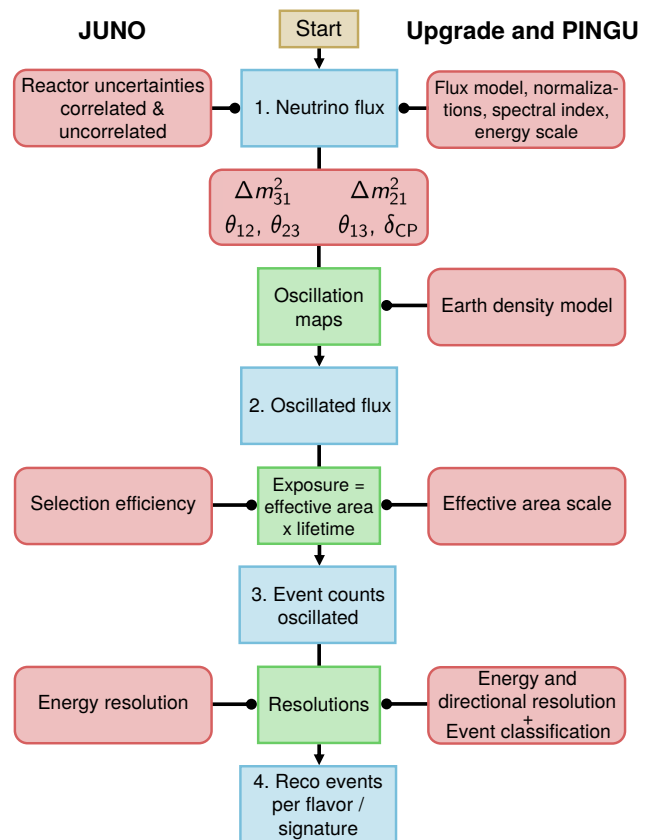 JUNO
Start
Upgrade and PINGU
Reactor uncertainties
correlated &
uncorrelated
1. Neutrino flux
Flux model, normaliza-
tions, spectral index,
energy scale
Δm²₃₁ Δm²₂₁
θ₁₂, θ₂₃ θ₁₃, δ_CP
Oscillation
maps
Earth density model
2. Oscillated flux
Selection efficiency
Exposure =
effective area
x lifetime
Effective area scale
3. Event counts
oscillated
Energy resolution
Resolutions
Energy and
directional resolution
+
Event classification
4. Reco events
per flavor /
signature